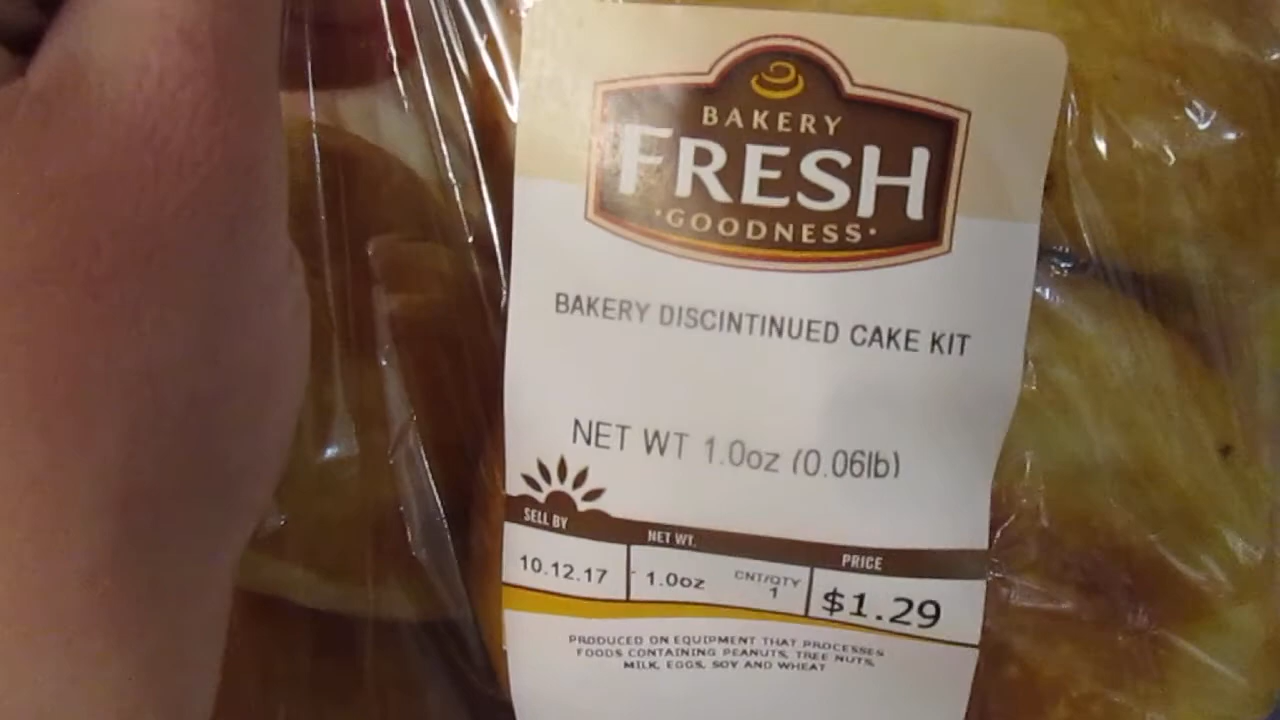 BAKERY
FRESH
·GOODNESS·
BAKERY DISCINTINUED CAKE KIT
NET WT 1.0oz (0.06lb)
SELL BY
NET WT.
PRICE
10.12.17
1.0oz
CNT/QTY
1
$1.29
PRODUCED ON EQUIPMENT THAT PROCESSES
FOODS CONTAINING PEANUTS, TREE NUTS,
MILK, EGGS, SOY AND WHEAT